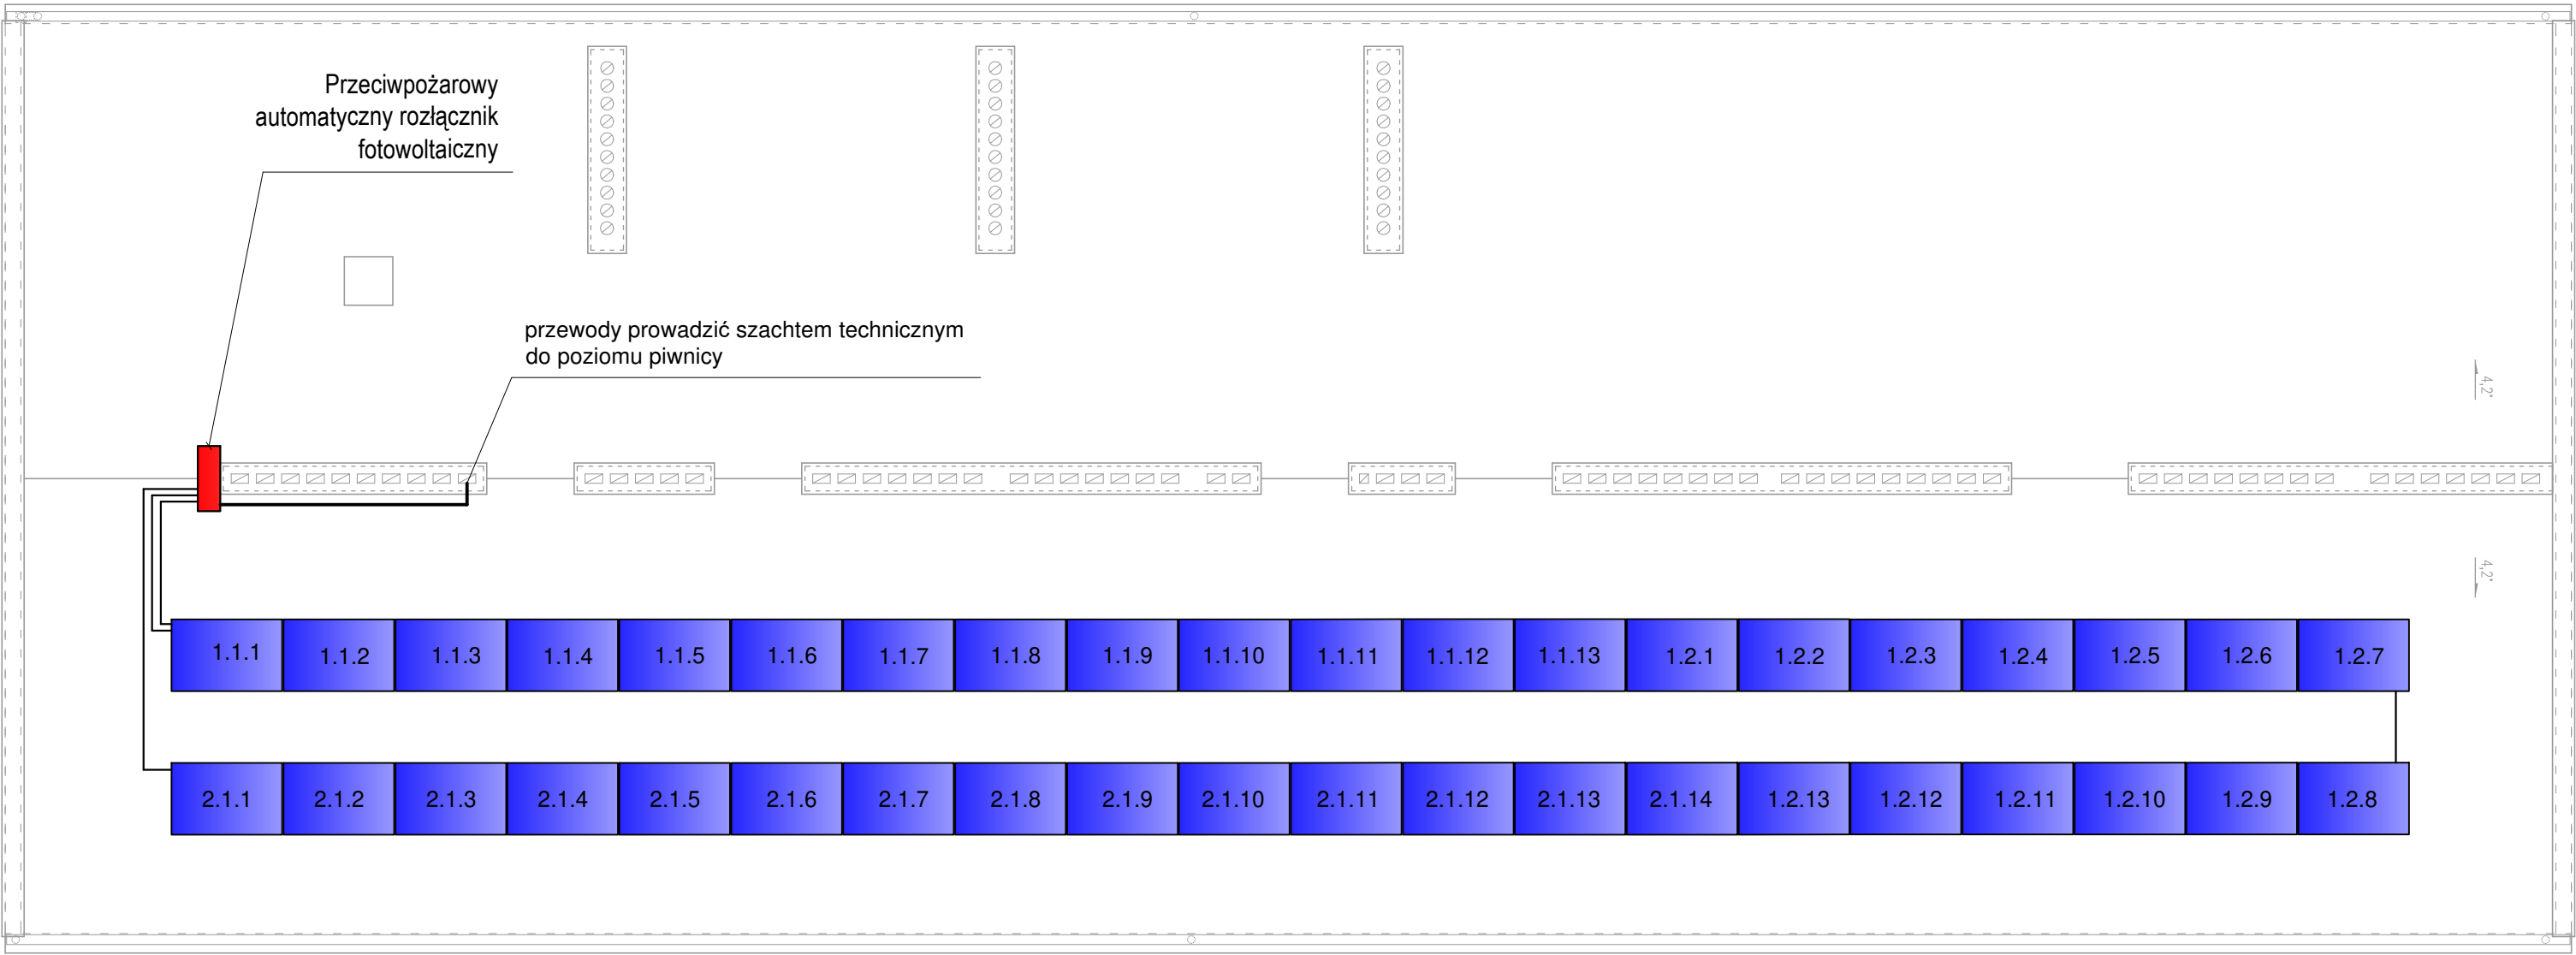 Przeciwpożarowy
automatyczny rozłącznik
fotowoltaiczny
przewody prowadzić szachtem technicznym
do poziomu piwnicy
4,2°
4,2°
1.1.1 1.1.2 1.1.3 1.1.4 1.1.5 1.1.6 1.1.7 1.1.8 1.1.9 1.1.10 1.1.11 1.1.12 1.1.13 1.2.1 1.2.2 1.2.3 1.2.4 1.2.5 1.2.6 1.2.7
2.1.1 2.1.2 2.1.3 2.1.4 2.1.5 2.1.6 2.1.7 2.1.8 2.1.9 2.1.10 2.1.11 2.1.12 2.1.13 2.1.14 1.2.13 1.2.12 1.2.11 1.2.10 1.2.9 1.2.8